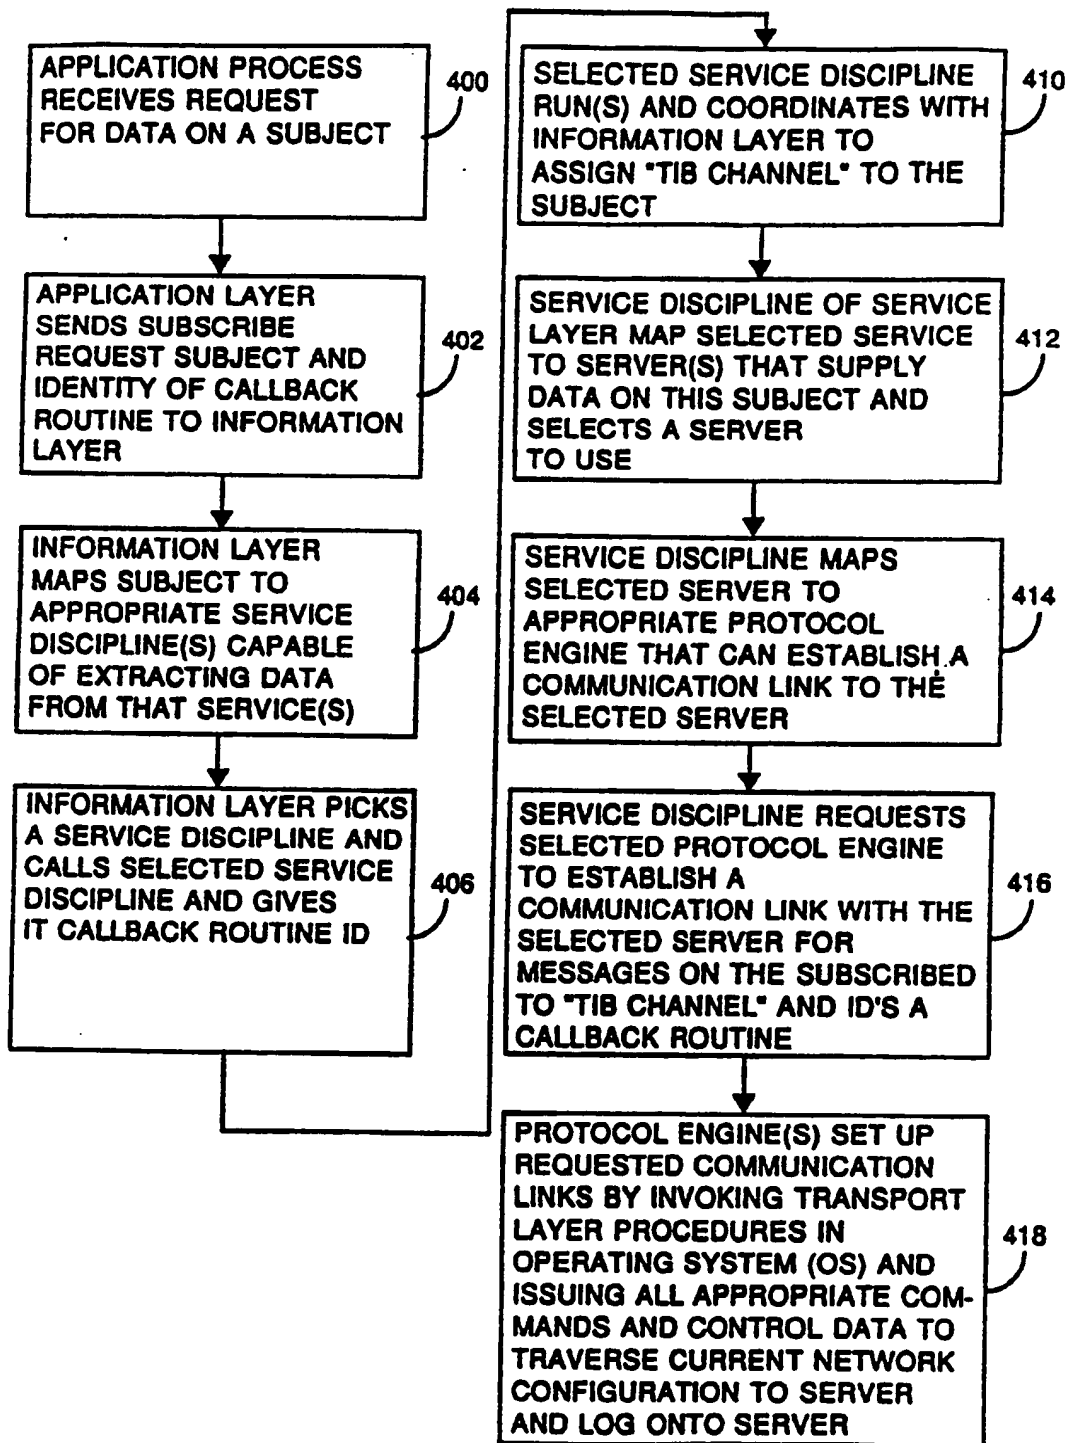 APPLICATION PROCESS
RECEIVES REQUEST
FOR DATA ON A SUBJECT
400
APPLICATION LAYER
SENDS SUBSCRIBE
REQUEST SUBJECT AND
IDENTITY OF CALLBACK
ROUTINE TO INFORMATION
LAYER
402
INFORMATION LAYER
MAPS SUBJECT TO
APPROPRIATE SERVICE
DISCIPLINE(S) CAPABLE
OF EXTRACTING DATA
FROM THAT SERVICE(S)
404
INFORMATION LAYER PICKS
A SERVICE DISCIPLINE AND
CALLS SELECTED SERVICE
DISCIPLINE AND GIVES
IT CALLBACK ROUTINE ID
406
SELECTED SERVICE DISCIPLINE
RUN(S) AND COORDINATES WITH
INFORMATION LAYER TO
ASSIGN "TIB CHANNEL" TO THE
SUBJECT
410
SERVICE DISCIPLINE OF SERVICE
LAYER MAP SELECTED SERVICE
TO SERVER(S) THAT SUPPLY
DATA ON THIS SUBJECT AND
SELECTS A SERVER
TO USE
412
SERVICE DISCIPLINE MAPS
SELECTED SERVER TO
APPROPRIATE PROTOCOL
ENGINE THAT CAN ESTABLISH A
COMMUNICATION LINK TO THE
SELECTED SERVER
414
SERVICE DISCIPLINE REQUESTS
SELECTED PROTOCOL ENGINE
TO ESTABLISH A
COMMUNICATION LINK WITH THE
SELECTED SERVER FOR
MESSAGES ON THE SUBSCRIBED
TO "TIB CHANNEL" AND ID'S A
CALLBACK ROUTINE
416
PROTOCOL ENGINE(S) SET UP
REQUESTED COMMUNICATION
LINKS BY INVOKING TRANSPORT
LAYER PROCEDURES IN
OPERATING SYSTEM (OS) AND
ISSUING ALL APPROPRIATE COM-
MANDS AND CONTROL DATA TO
TRAVERSE CURRENT NETWORK
CONFIGURATION TO SERVER
AND LOG ONTO SERVER
418